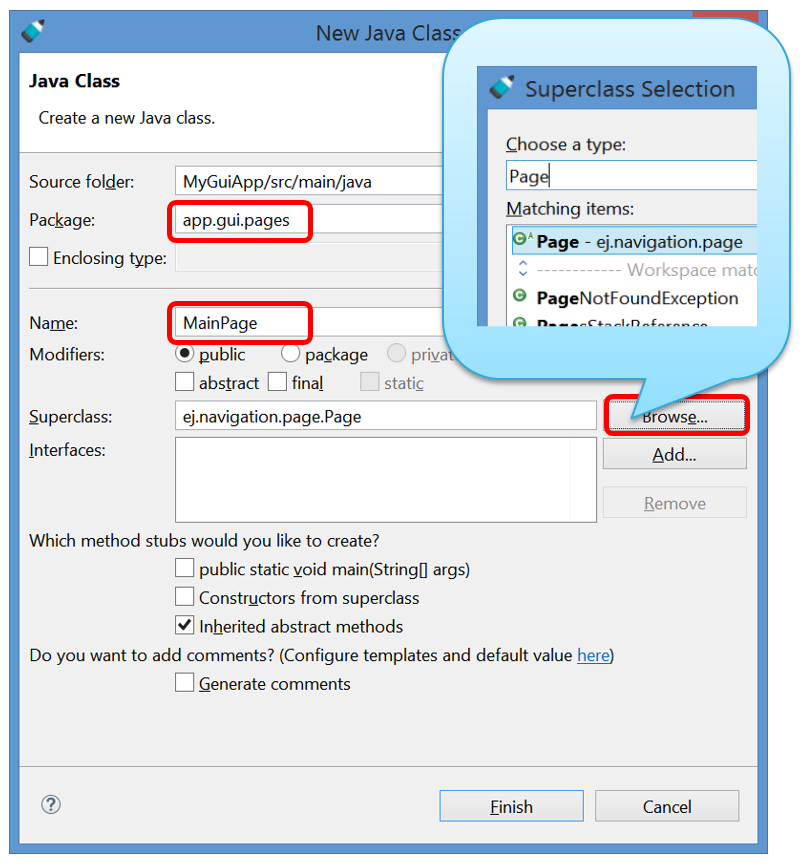 New Java Class
Java Class
Create a new Java class.
Source folder: MyGuiApp/src/main/java
Package: app.gui.pages
Enclosing type:
Name: MainPage
Modifiers: public package
abstract final static
Superclass: ej.navigation.page.Page Browse...
Interfaces: Add...
Remove
Which method stubs would you like to create?
public static void main(String[] args)
Constructors from superclass
Inherited abstract methods
Do you want to add comments? (Configure templates and default value here)
Generate comments
? Finish Cancel
Superclass Selection
Choose a type:
Page
Matching items:
Page - ej.navigation.page
------------ Workspace
PageNotFoundException